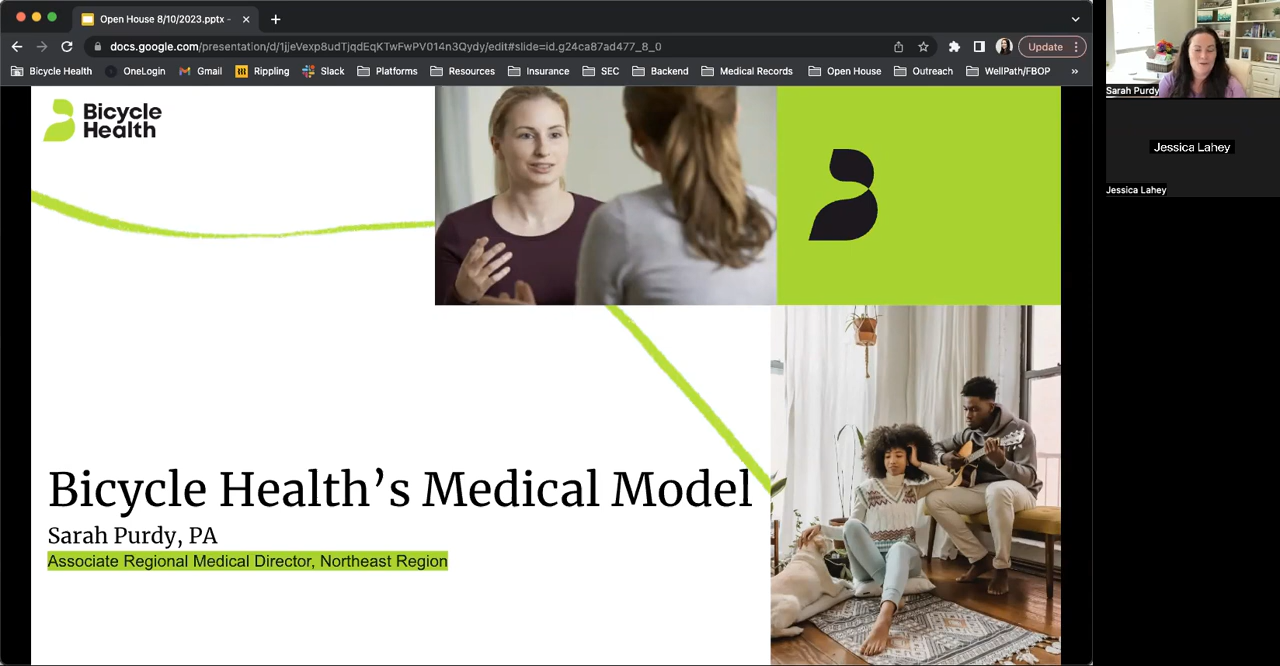 Open House 8/10/2023.pptx -
docs.google.com/presentation/d/1jjeVexp8udTjqdEqKTwFwPV014n3Qydy/edit#slide=id.g24ca87ad477_8_0
Update
Bicycle Health
OneLogin
Gmail
Rippling
Slack
Platforms
Resources
Insurance
SEC
Backend
Medical Records
Open House
Outreach
WellPath/FBOP
»
Bicycle
Health
Bicycle Health’s Medical Model
Sarah Purdy, PA
Associate Regional Medical Director, Northeast Region
Sarah Purdy
Jessica Lahey
Jessica Lahey